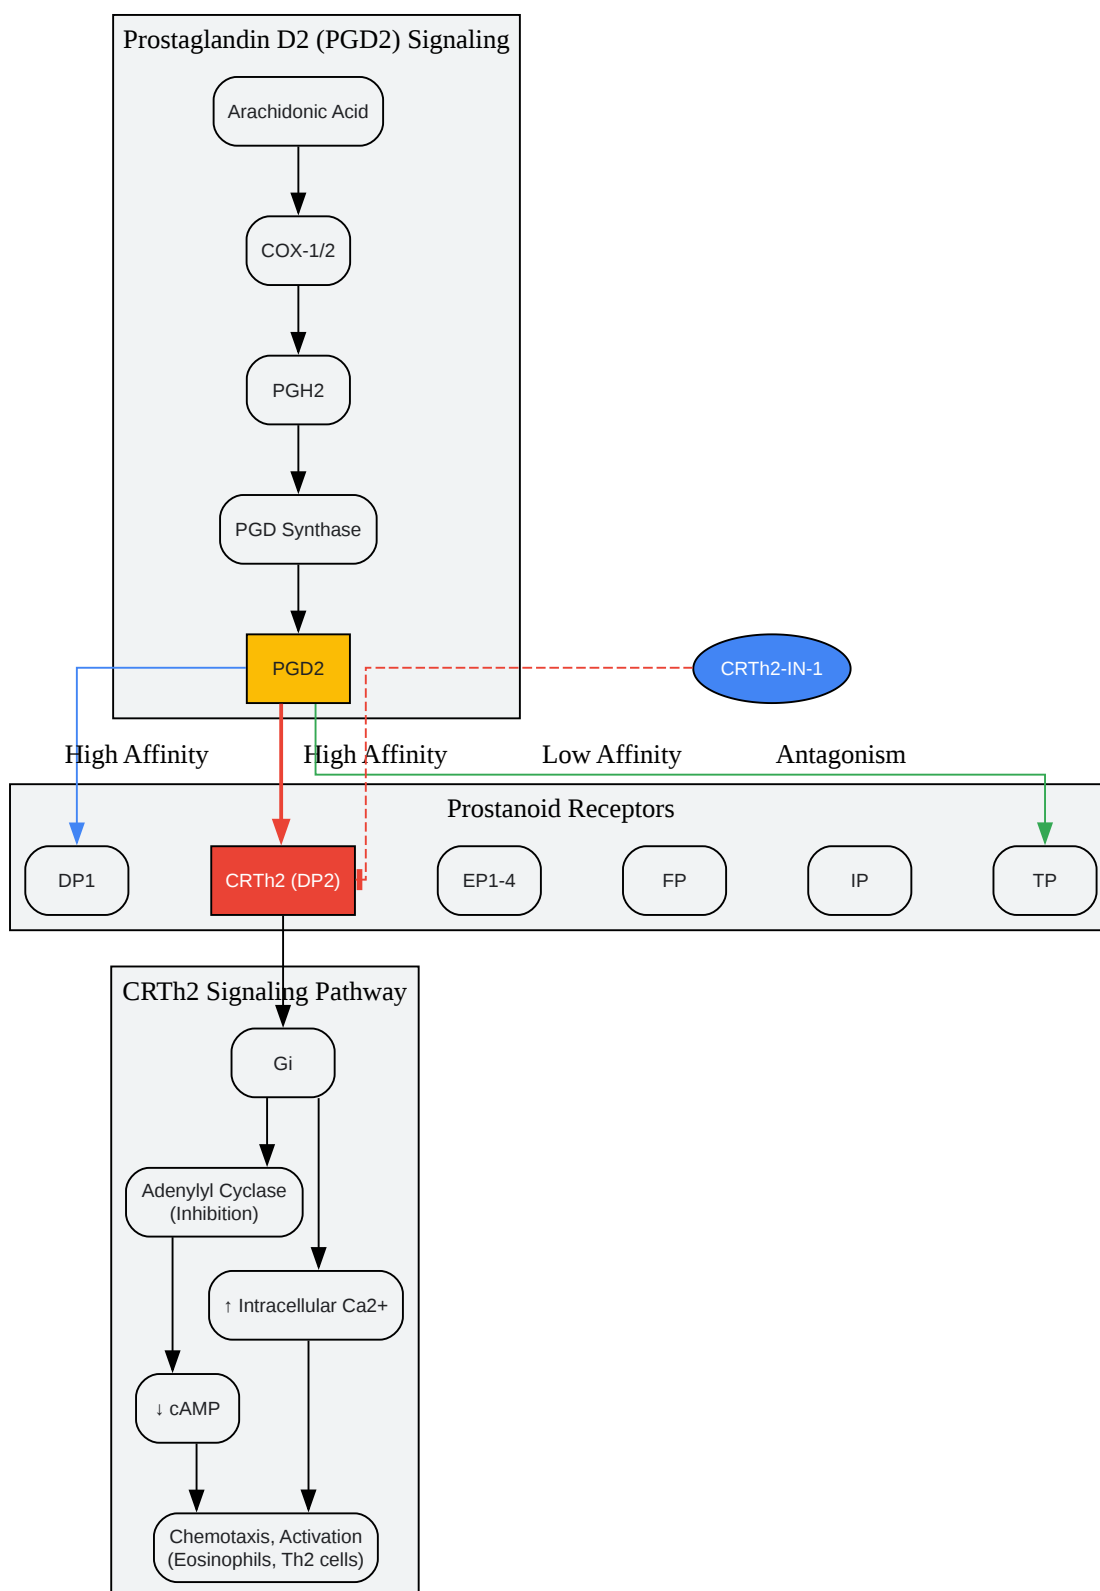 Prostaglandin D2 (PGD2) Signaling
Arachidonic Acid
COX-1/2
PGH2
PGD Synthase
PGD2
CRTh2-IN-1
High Affinity
High Affinity
Low Affinity
Antagonism
Prostanoid Receptors
DP1
CRTh2 (DP2)
EP1-4
FP
IP
TP
CRTh2 Signaling Pathway
Gi
Adenylyl Cyclase
(Inhibition)
↑ Intracellular Ca2+
↓ cAMP
Chemotaxis, Activation
(Eosinophils, Th2 cells)